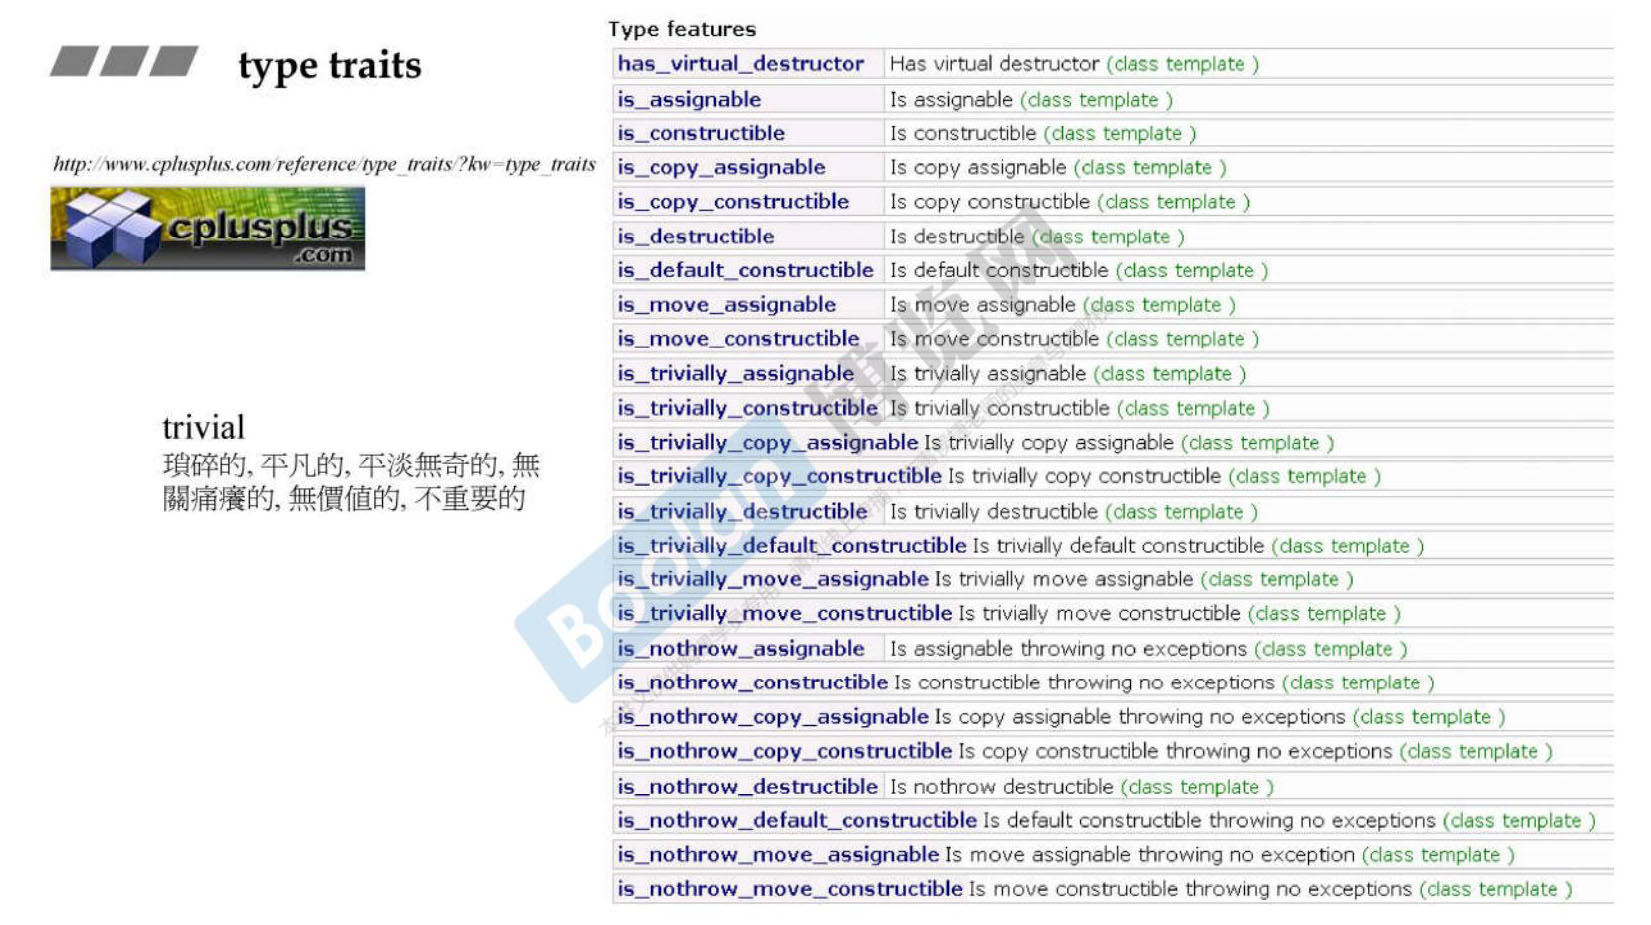 type traits
http://www.cplusplus.com/reference/type_traits/?kw=type_traits
cplusplus
.com
trivial
瑣碎的, 平凡的, 平淡無奇的, 無
關痛癢的, 無價值的, 不重要的
Type features
has_virtual_destructor Has virtual destructor (class template )
is_assignable Is assignable (class template )
is_constructible Is constructible (class template )
is_copy_assignable Is copy assignable (class template )
is_copy_constructible Is copy constructible (class template )
is_destructible Is destructible (class template )
is_default_constructible Is default constructible (class template )
is_move_assignable Is move assignable (class template )
is_move_constructible Is move constructible (class template )
is_trivially_assignable Is trivially assignable (class template )
is_trivially_constructible Is trivially constructible (class template )
is_trivially_copy_assignable Is trivially copy assignable (class template )
is_trivially_copy_constructible Is trivially copy constructible (class template )
is_trivially_destructible Is trivially destructible (class template )
is_trivially_default_constructible Is trivially default constructible (class template )
is_trivially_move_assignable Is trivially move assignable (class template )
is_trivially_move_constructible Is trivially move constructible (class template )
is_nothrow_assignable Is assignable throwing no exceptions (class template )
is_nothrow_constructible Is constructible throwing no exceptions (class template )
is_nothrow_copy_assignable Is copy assignable throwing no exceptions (class template )
is_nothrow_copy_constructible Is copy constructible throwing no exceptions (class template )
is_nothrow_destructible Is nothrow destructible (class template )
is_nothrow_default_constructible Is default constructible throwing no exceptions (class template )
is_nothrow_move_assignable Is move assignable throwing no exception (class template )
is_nothrow_move_constructible Is move constructible throwing no exceptions (class template )
Boolan
博览网